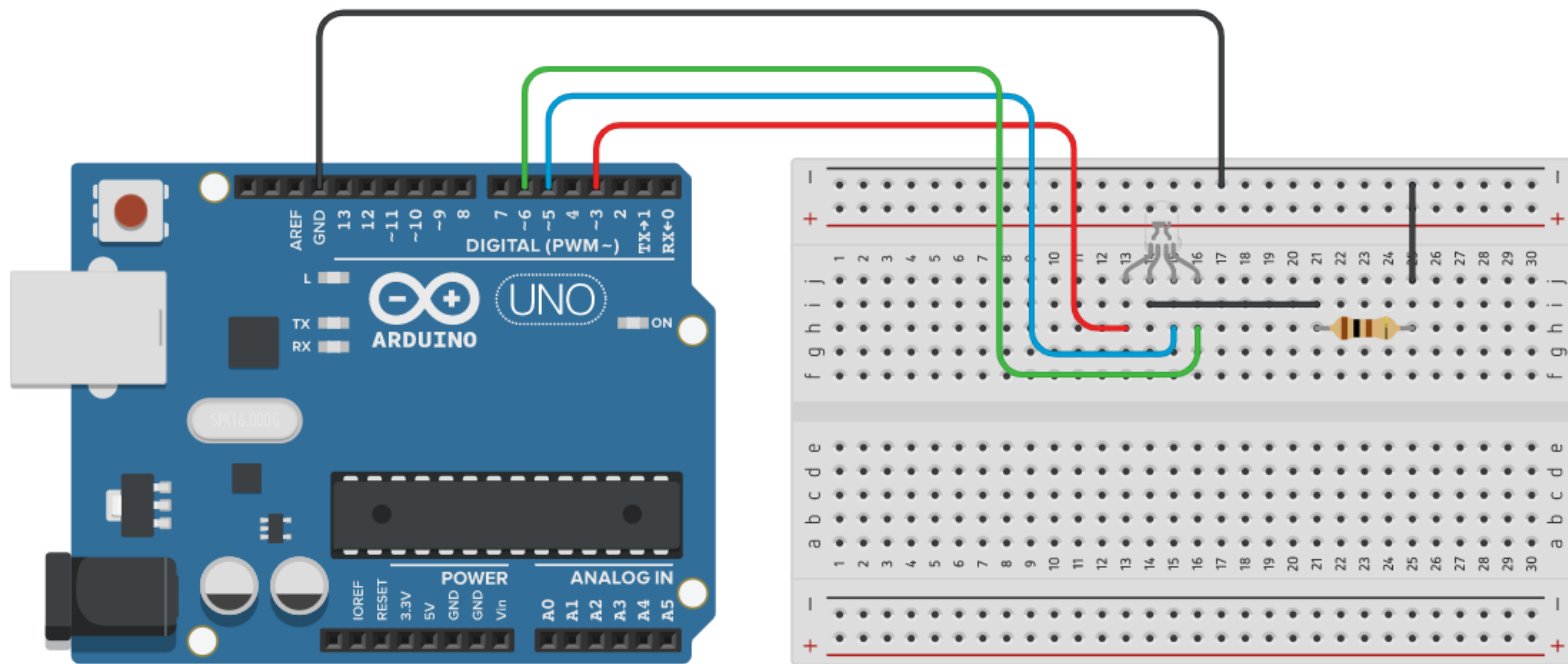 AREF
GND
13
12
~11
~10
~9
8
7
~6
~5
4
~3
2
TX→1
RX←0
DIGITAL (PWM~)
L
TX
RX
ARDUINO
UNO
ON
SPK16.000G
POWER
ANALOG IN
IOREF
RESET
3.3V
5V
GND
GND
Vin
A0
A1
A2
A3
A4
A5
− −
+ +
1 2 3 4 5 6 7 8 9 10 11 12 13 14 15 16 17 18 19 20 21 22 23 24 25 26 27 28 29 30
j j
i i
h h
g g
f f
e e
d d
c c
b b
a a
1 2 3 4 5 6 7 8 9 10 11 12 13 14 15 16 17 18 19 20 21 22 23 24 25 26 27 28 29 30
− −
+ +